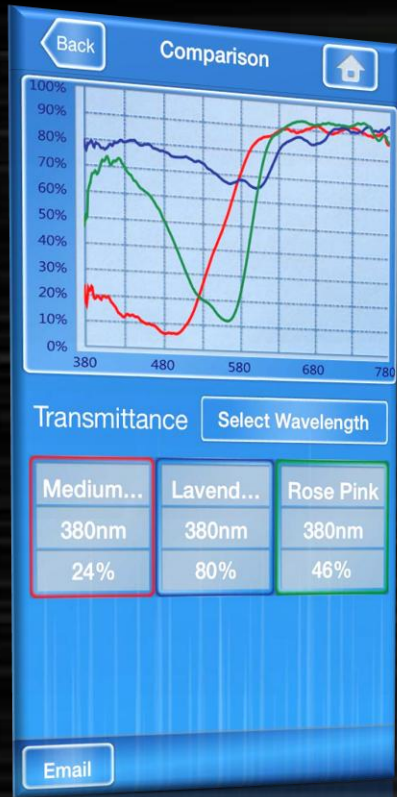 Back
Comparison
100%
90%
80%
70%
60%
50%
40%
30%
20%
10%
0%
380 480 580 680 780
Transmittance
Select Wavelength
Medium... Lavend... Rose Pink
380nm 380nm 380nm
24% 80% 46%
Email